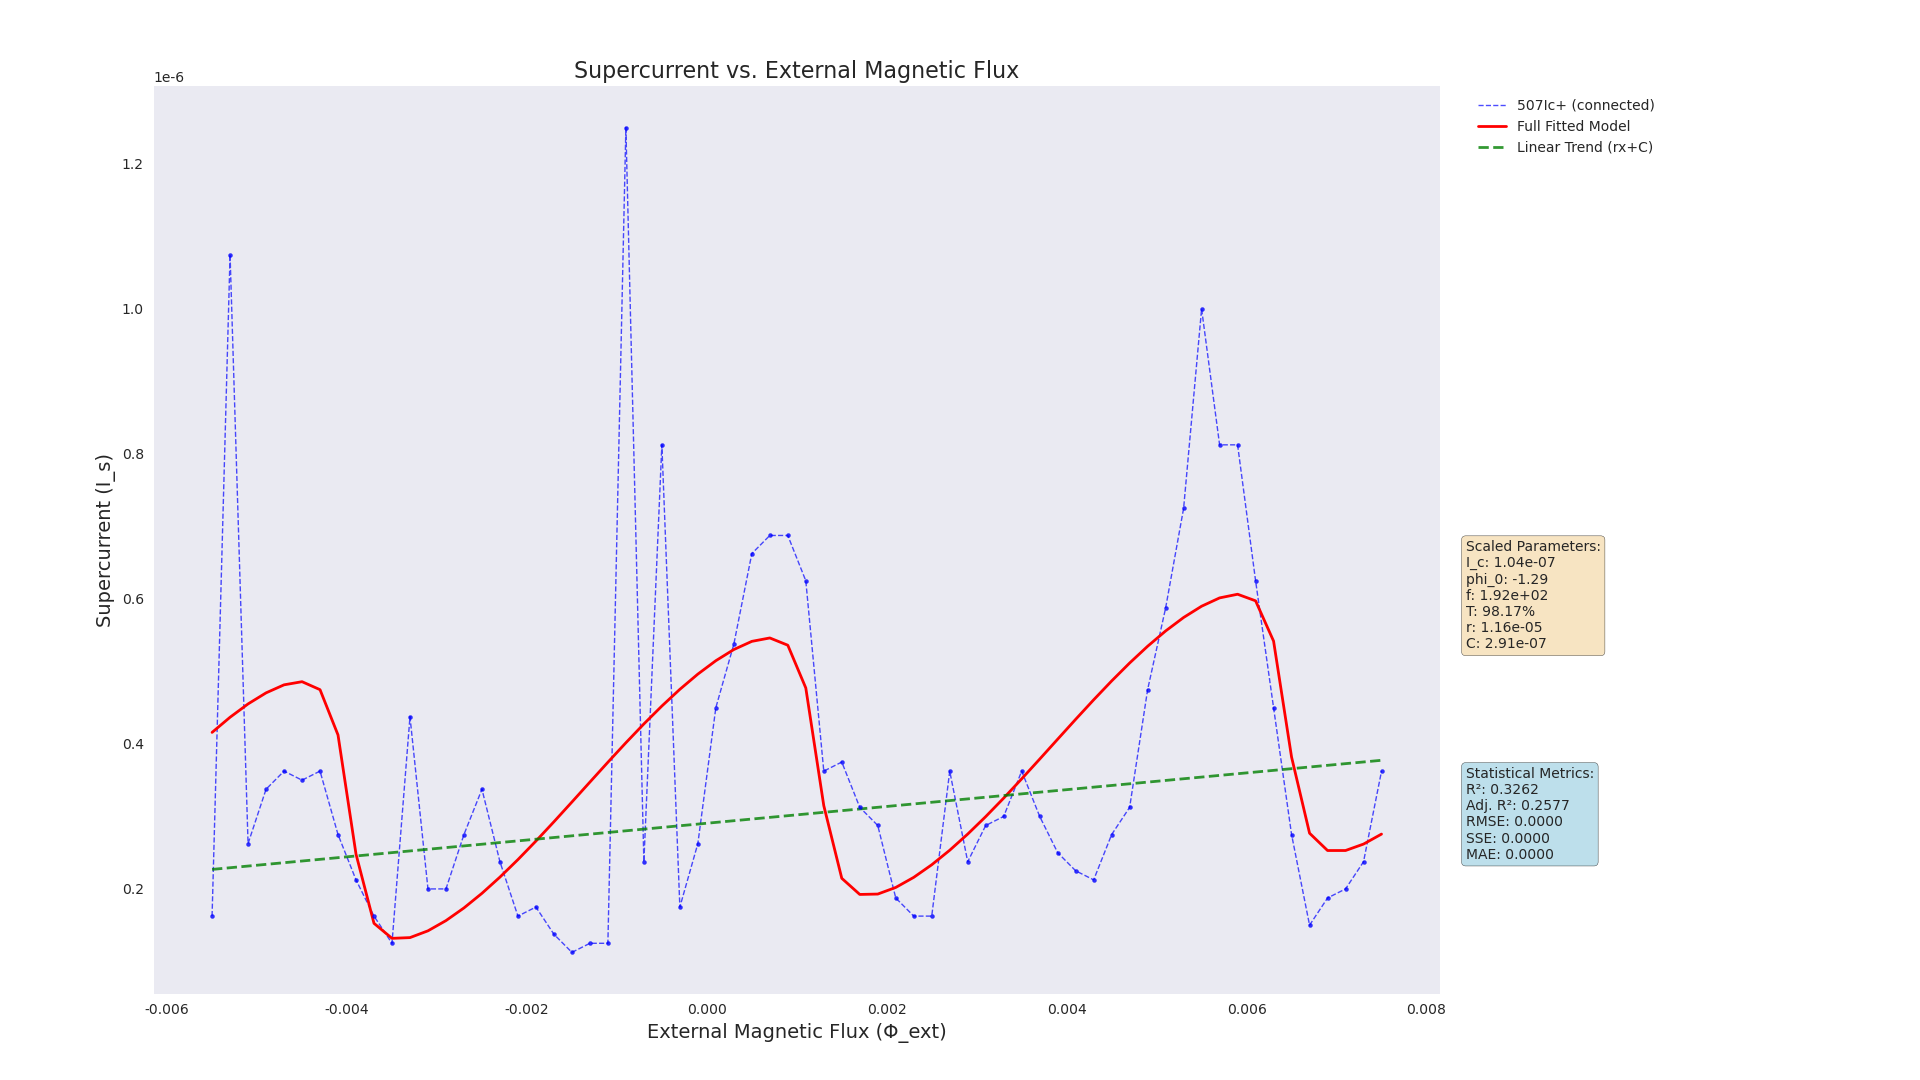 Supercurrent vs. External Magnetic Flux
1e-6
1.2
1.0
0.8
0.6
0.4
0.2
Supercurrent (I_s)
-0.006 -0.004 -0.002 0.000 0.002 0.004 0.006 0.008
External Magnetic Flux (Φ_ext)
507Ic+ (connected)
Full Fitted Model
Linear Trend (rx+C)
Scaled Parameters:
I_c: 1.04e-07
phi_0: -1.29
f: 1.92e+02
T: 98.17%
r: 1.16e-05
C: 2.91e-07
Statistical Metrics:
R²: 0.3262
Adj. R²: 0.2577
RMSE: 0.0000
SSE: 0.0000
MAE: 0.0000